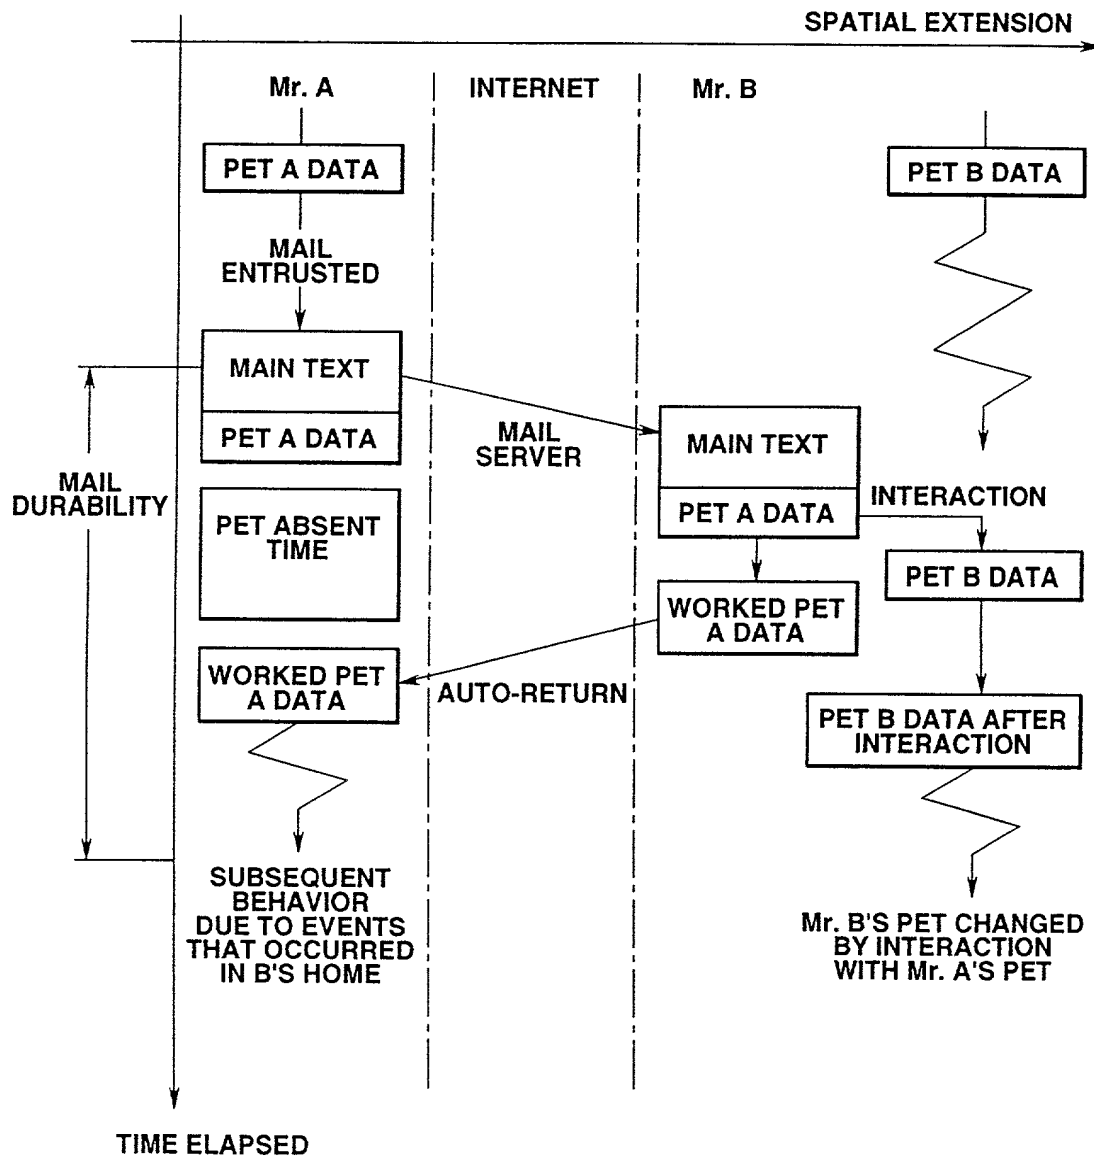 SPATIAL EXTENSION
Mr. A
INTERNET
Mr. B
PET A DATA
PET B DATA
MAIL
ENTRUSTED
MAIN TEXT
PET A DATA
MAIL
SERVER
MAIN TEXT
PET A DATA
MAIL
DURABILITY
INTERACTION
PET ABSENT
TIME
PET B DATA
WORKED PET
A DATA
WORKED PET
A DATA
AUTO-RETURN
PET B DATA AFTER
INTERACTION
SUBSEQUENT
BEHAVIOR
DUE TO EVENTS
THAT OCCURRED
IN B'S HOME
Mr. B'S PET CHANGED
BY INTERACTION
WITH Mr. A'S PET
TIME ELAPSED